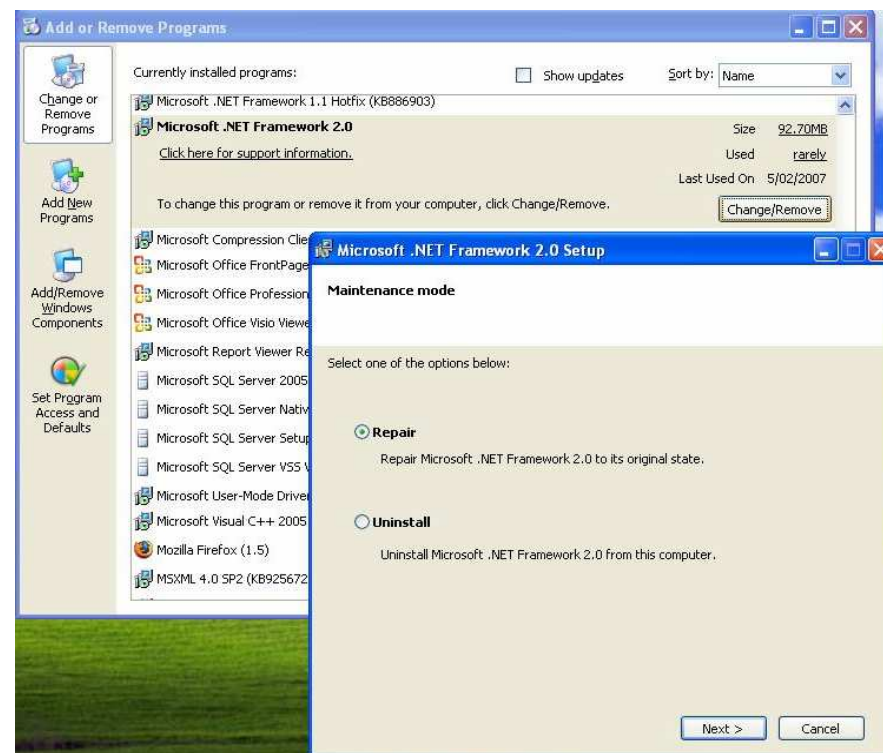 Add or Remove Programs
Change or
Remove
Programs
Add New
Programs
Add/Remove
Windows
Components
Set Program
Access and
Defaults
Currently installed programs:
Show updates
Sort by: Name
Microsoft .NET Framework 1.1 Hotfix (KB886903)
Microsoft .NET Framework 2.0
Size 92.70MB
Click here for support information.
Used rarely
Last Used On 5/02/2007
To change this program or remove it from your computer, click Change/Remove.
Change/Remove
Microsoft Compression Clie
Microsoft Office FrontPage
Microsoft Office Profession
Microsoft Office Visio Viewe
Microsoft Report Viewer Re
Microsoft SQL Server 2005
Microsoft SQL Server Nativ
Microsoft SQL Server Setup
Microsoft SQL Server VSS
Microsoft User-Mode Driver
Microsoft Visual C++ 2005
Mozilla Firefox (1.5)
MSXML 4.0 SP2 (KB925672
Microsoft .NET Framework 2.0 Setup
Maintenance mode
Select one of the options below:
Repair
Repair Microsoft .NET Framework 2.0 to its original state.
Uninstall
Uninstall Microsoft .NET Framework 2.0 from this computer.
Next >
Cancel